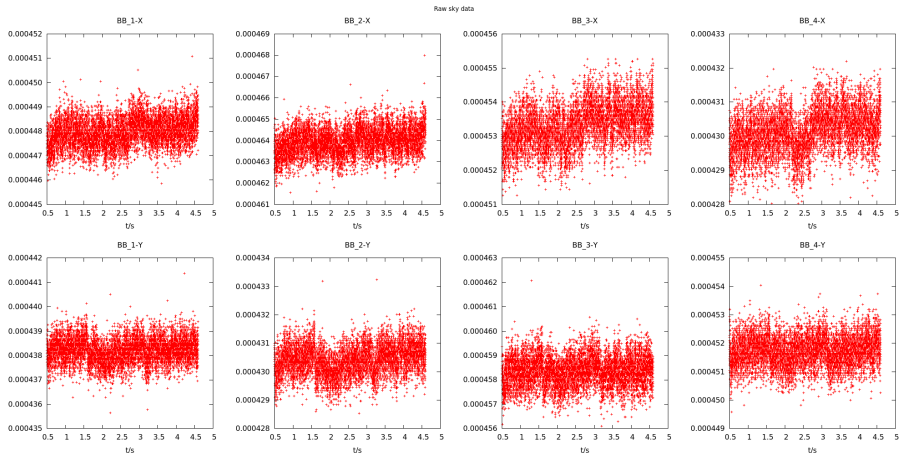 Raw sky data
BB_1-X
BB_2-X
BB_3-X
BB_4-X
0.000452
0.000451
0.000450
0.000449
0.000448
0.000447
0.000446
0.000445
0.5 1 1.5 2 2.5 3 3.5 4 4.5 5
t/s
0.000469
0.000468
0.000467
0.000466
0.000465
0.000464
0.000463
0.000462
0.000461
0.5 1 1.5 2 2.5 3 3.5 4 4.5 5
t/s
0.000456
0.000455
0.000454
0.000453
0.000452
0.000451
0.5 1 1.5 2 2.5 3 3.5 4 4.5 5
t/s
0.000433
0.000432
0.000431
0.000430
0.000429
0.000428
0.5 1 1.5 2 2.5 3 3.5 4 4.5 5
t/s
BB_1-Y
BB_2-Y
BB_3-Y
BB_4-Y
0.000442
0.000441
0.000440
0.000439
0.000438
0.000437
0.000436
0.000435
0.5 1 1.5 2 2.5 3 3.5 4 4.5 5
t/s
0.000434
0.000433
0.000432
0.000431
0.000430
0.000429
0.000428
0.5 1 1.5 2 2.5 3 3.5 4 4.5 5
t/s
0.000463
0.000462
0.000461
0.000460
0.000459
0.000458
0.000457
0.000456
0.5 1 1.5 2 2.5 3 3.5 4 4.5 5
t/s
0.000455
0.000454
0.000453
0.000452
0.000451
0.000450
0.000449
0.5 1 1.5 2 2.5 3 3.5 4 4.5 5
t/s